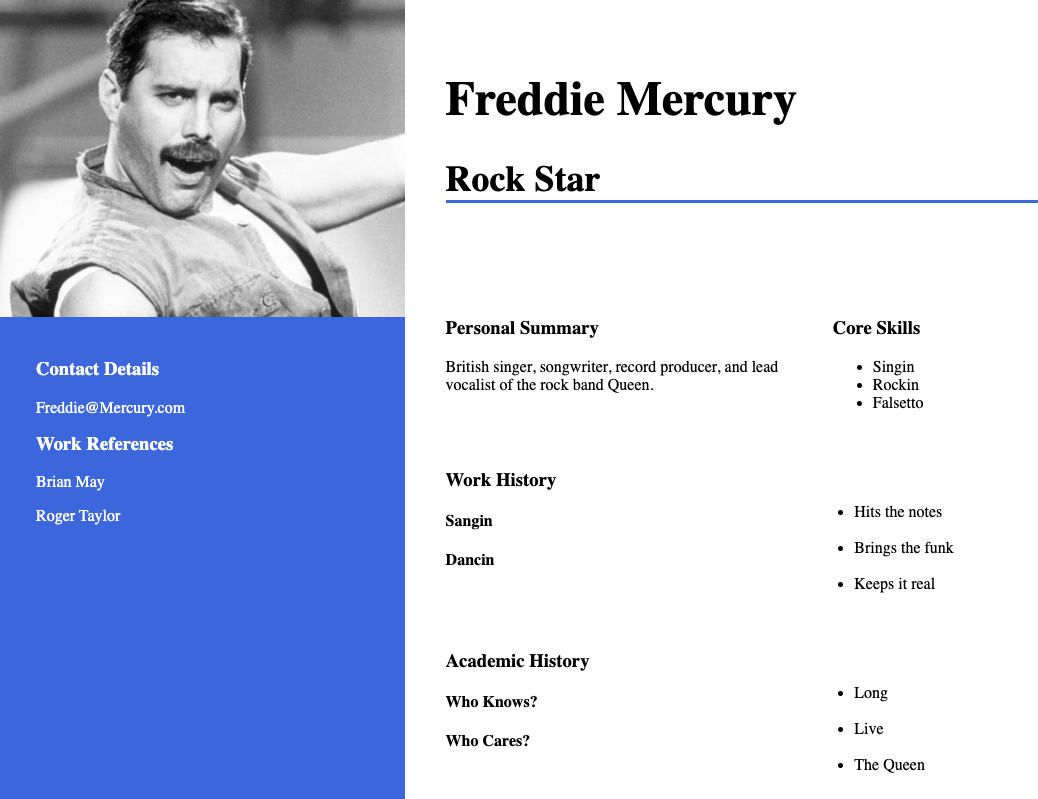 Freddie Mercury
Rock Star
Contact Details
Freddie@Mercury.com
Work References
Brian May
Roger Taylor
Personal Summary
British singer, songwriter, record producer, and lead
vocalist of the rock band Queen.
Core Skills
• Singin
• Rockin
• Falsetto
Work History
Sangin
Dancin
• Hits the notes
• Brings the funk
• Keeps it real
Academic History
Who Knows?
Who Cares?
• Long
• Live
• The Queen